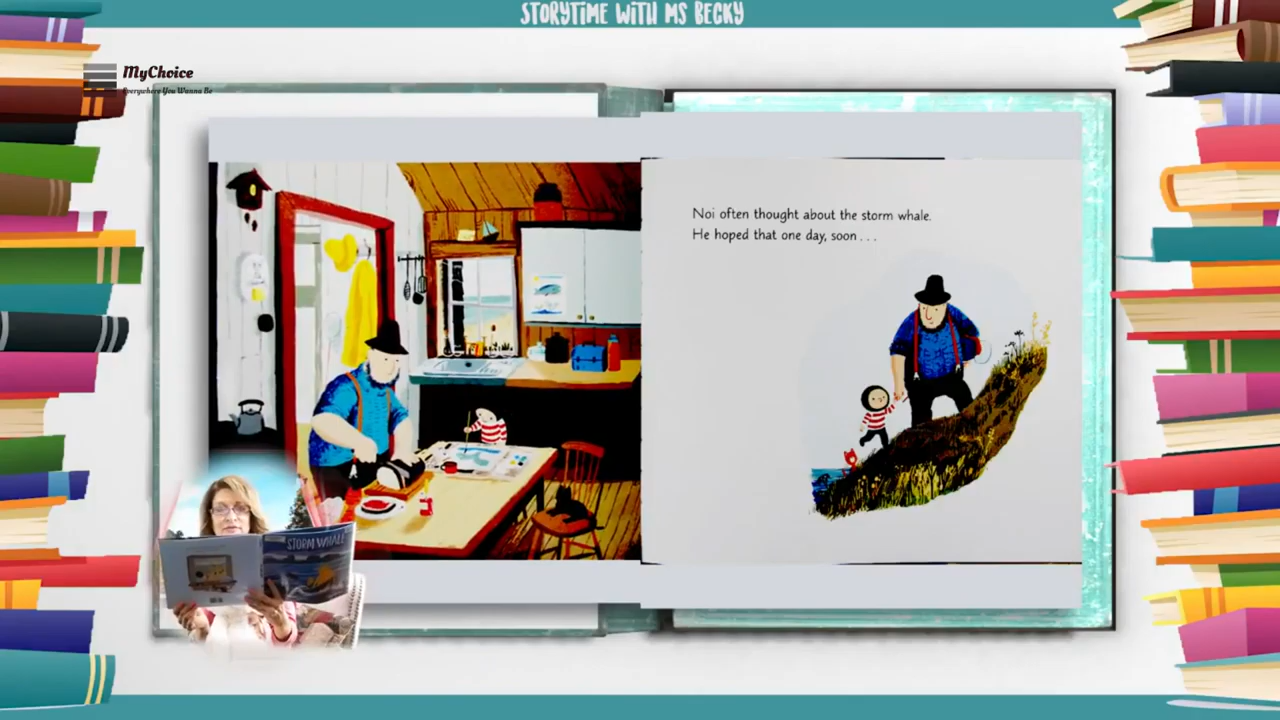 STORYTIME WITH MS BECKY
MyChoice
Everywhere You Wanna Be
Noi often thought about the storm whale.
He hoped that one day, soon . . .
STORM WHALE